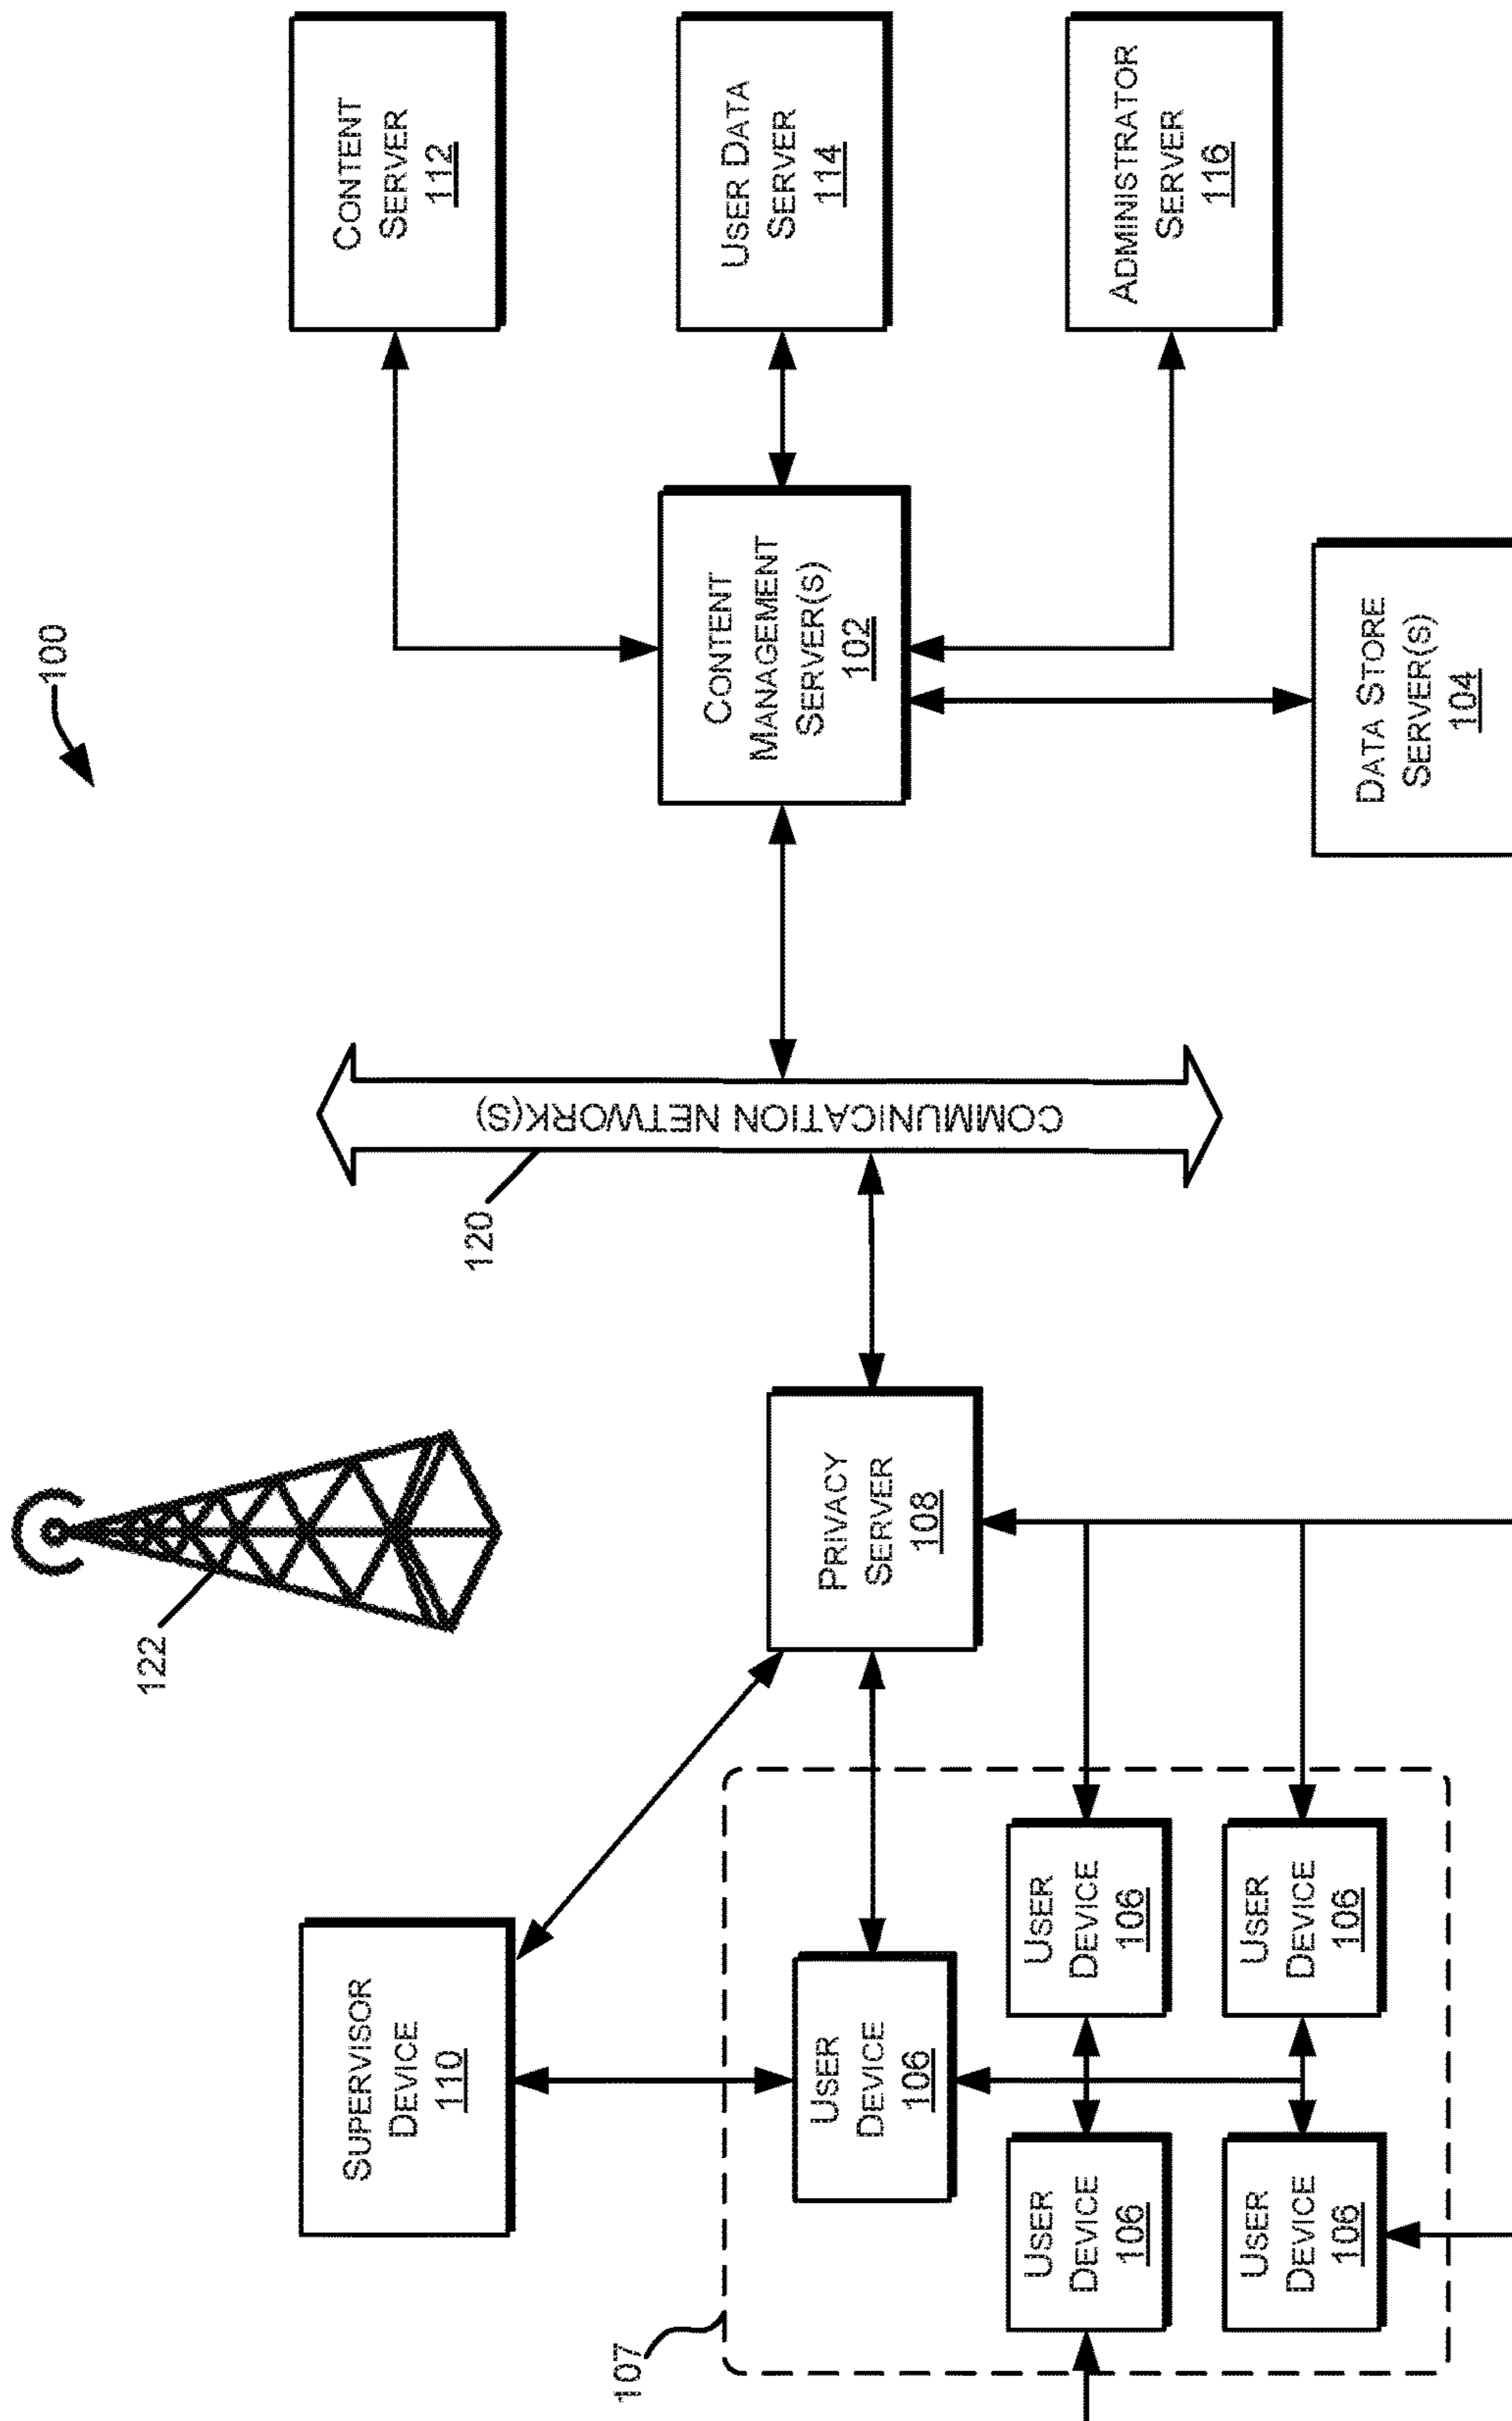 100
122
120
107
SUPERVISOR
DEVICE
110
USER
DEVICE
106
USER
DEVICE
106
USER
DEVICE
106
USER
DEVICE
106
USER
DEVICE
106
PRIVACY
SERVER
108
COMMUNICATION NETWORK(S)
CONTENT
MANAGEMENT
SERVER(S)
102
CONTENT
SERVER
112
USER DATA
SERVER
114
ADMINISTRATOR
SERVER
116
DATA STORE
SERVER(S)
104